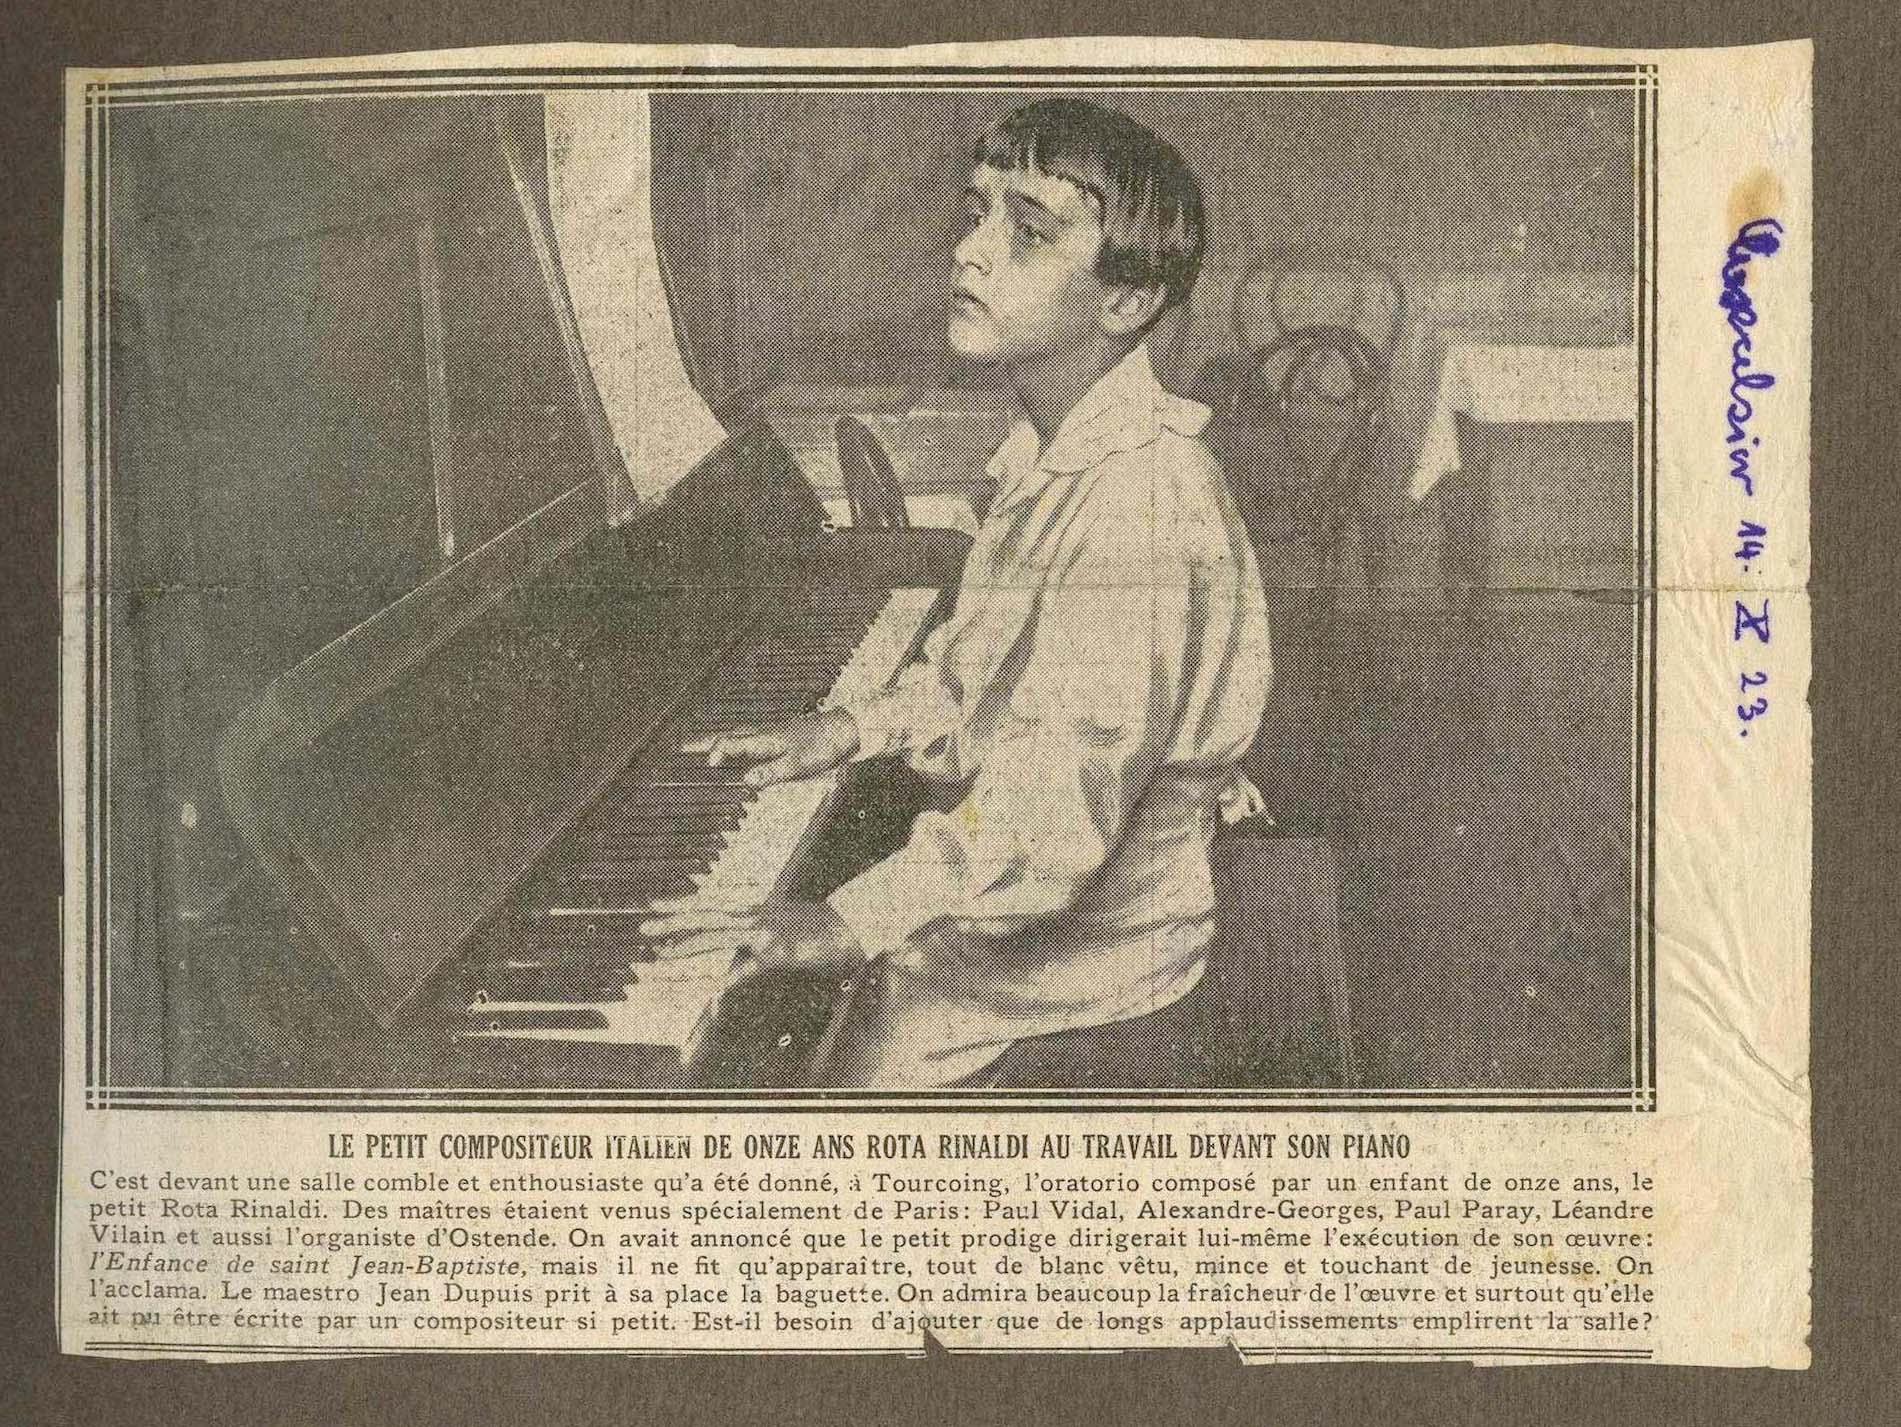 LE PETIT COMPOSITEUR ITALIEN DE ONZE ANS ROTA RINALDI AU TRAVAIL DEVANT SON PIANO
C'est devant une salle comble et enthousiaste qu'a été donné, à Tourcoing, l'oratorio composé par un enfant de onze ans, le
petit Rota Rinaldi. Des maîtres étaient venus spécialement de Paris: Paul Vidal, Alexandre-Georges, Paul Paray, Léandre
Vilain et aussi l'organiste d'Ostende. On avait annoncé que le petit prodige dirigerait lui-même l'exécution de son œuvre:
l'Enfance de saint Jean-Baptiste, mais il ne fit qu'apparaître, tout de blanc vêtu, mince et touchant de jeunesse. On
l'acclama. Le maestro Jean Dupuis prit à sa place la baguette. On admira beaucoup la fraîcheur de l'œuvre et surtout qu'elle
ait pu être écrite par un compositeur si petit. Est-il besoin d'ajouter que de longs applaudissements emplirent la salle?
14. X 23.